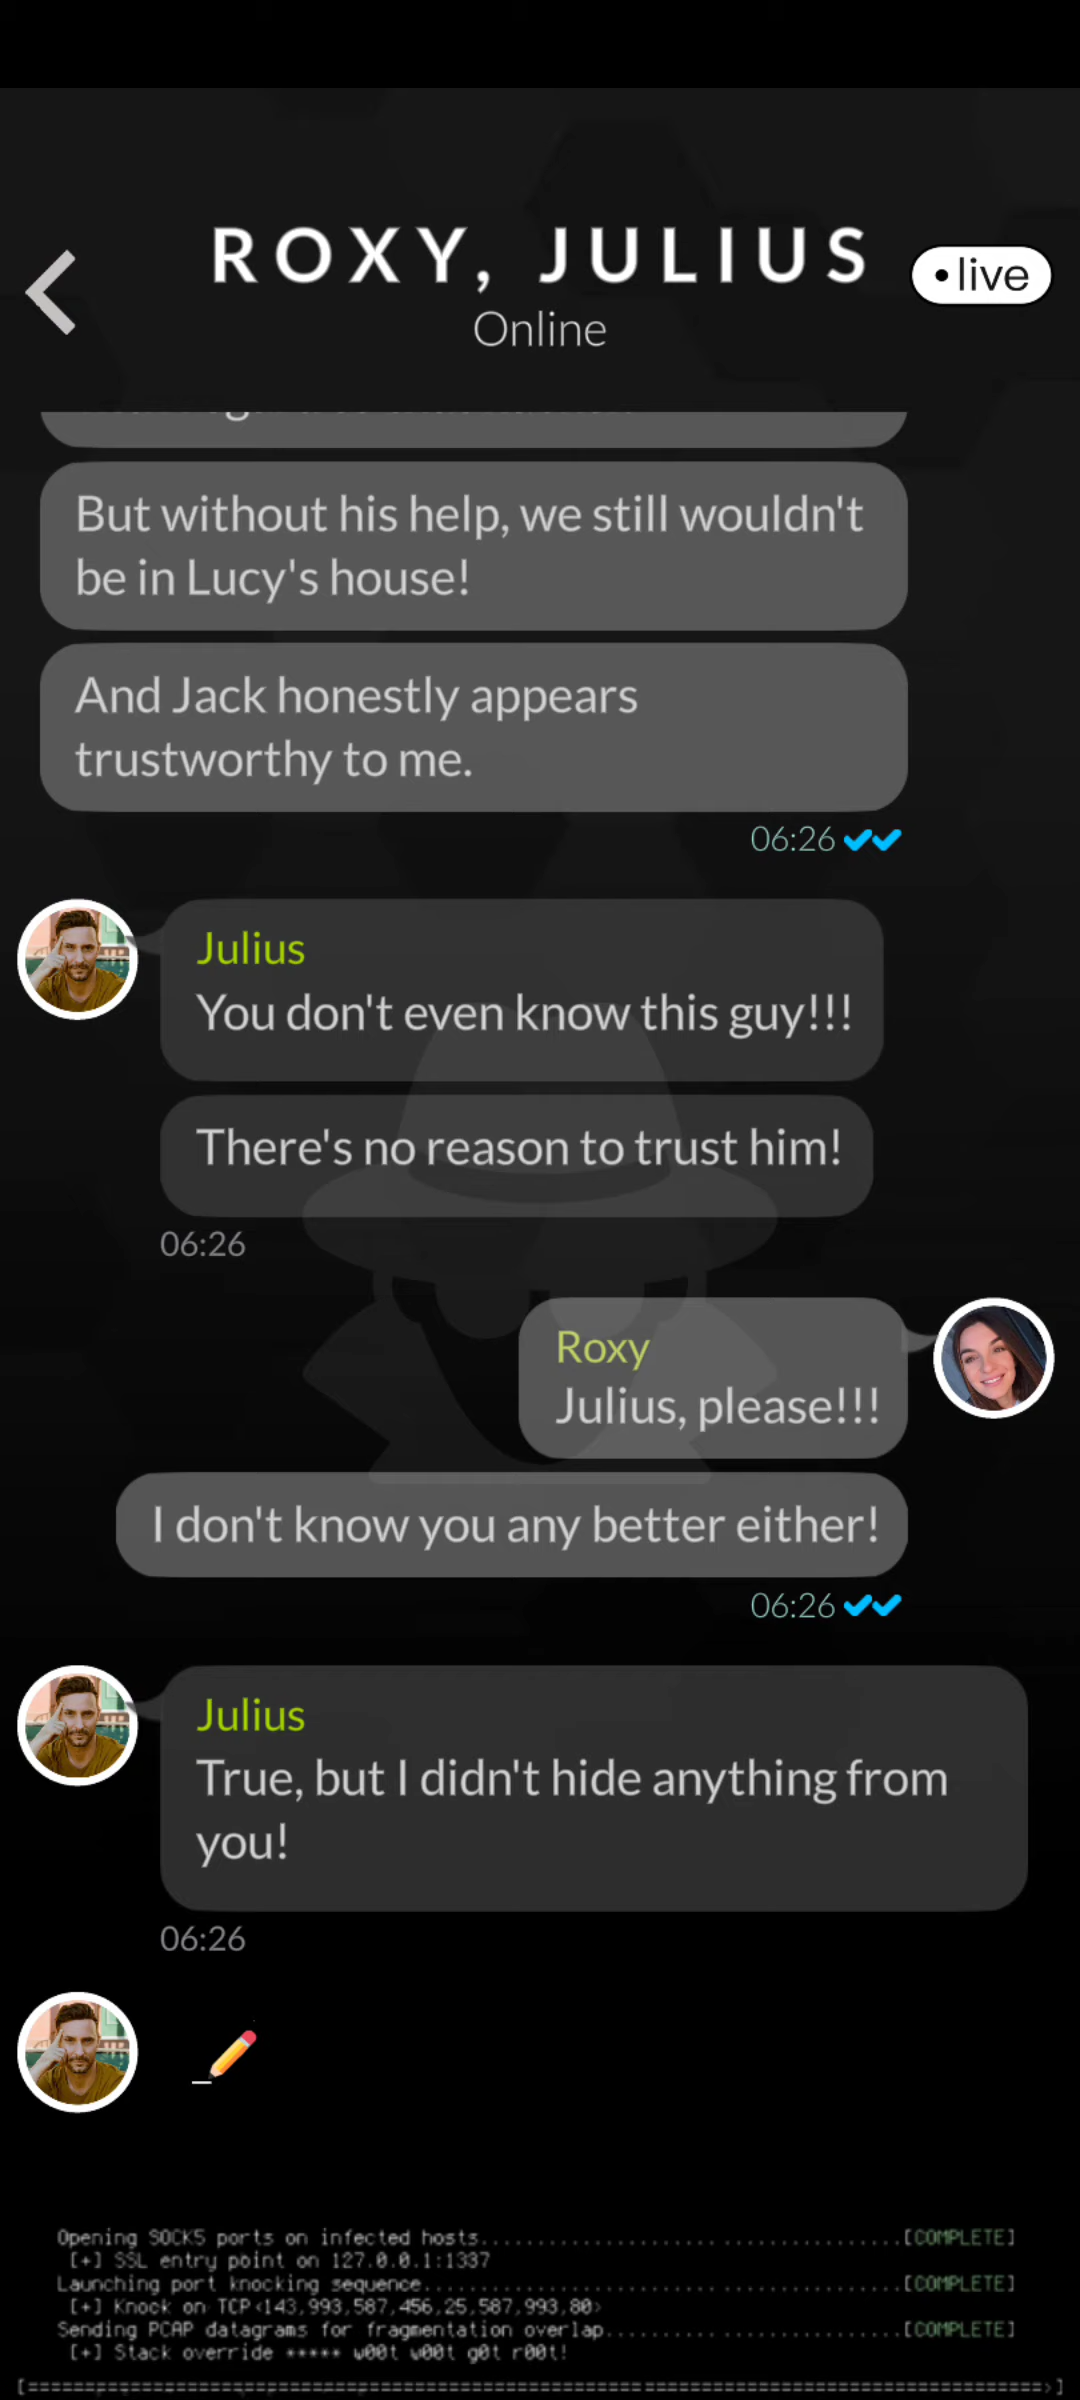 ROXY, JULIUS
•live
Online
But without his help, we still wouldn't
be in Lucy's house!
And Jack honestly appears
trustworthy to me.
06:26
Julius
You don't even know this guy!!!
There's no reason to trust him!
06:26
Roxy
Julius, please!!!
I don't know you any better either!
06:26
Julius
True, but I didn't hide anything from
you!
06:26
Opening SOCK5 ports on infected hosts...............................................[COMPLETE]
[+] SSL entry point on 127.0.0.1:1337
Launching port knocking sequence.....................................................[COMPLETE]
[+] Knock on TCP<143,993,587,456,25,587,993,80>
Sending PCAP datagrams for fragmentation overlap.................................[COMPLETE]
[+] Stack override ***** w00t w00t g0t r00t!
[==========================================================================================>]